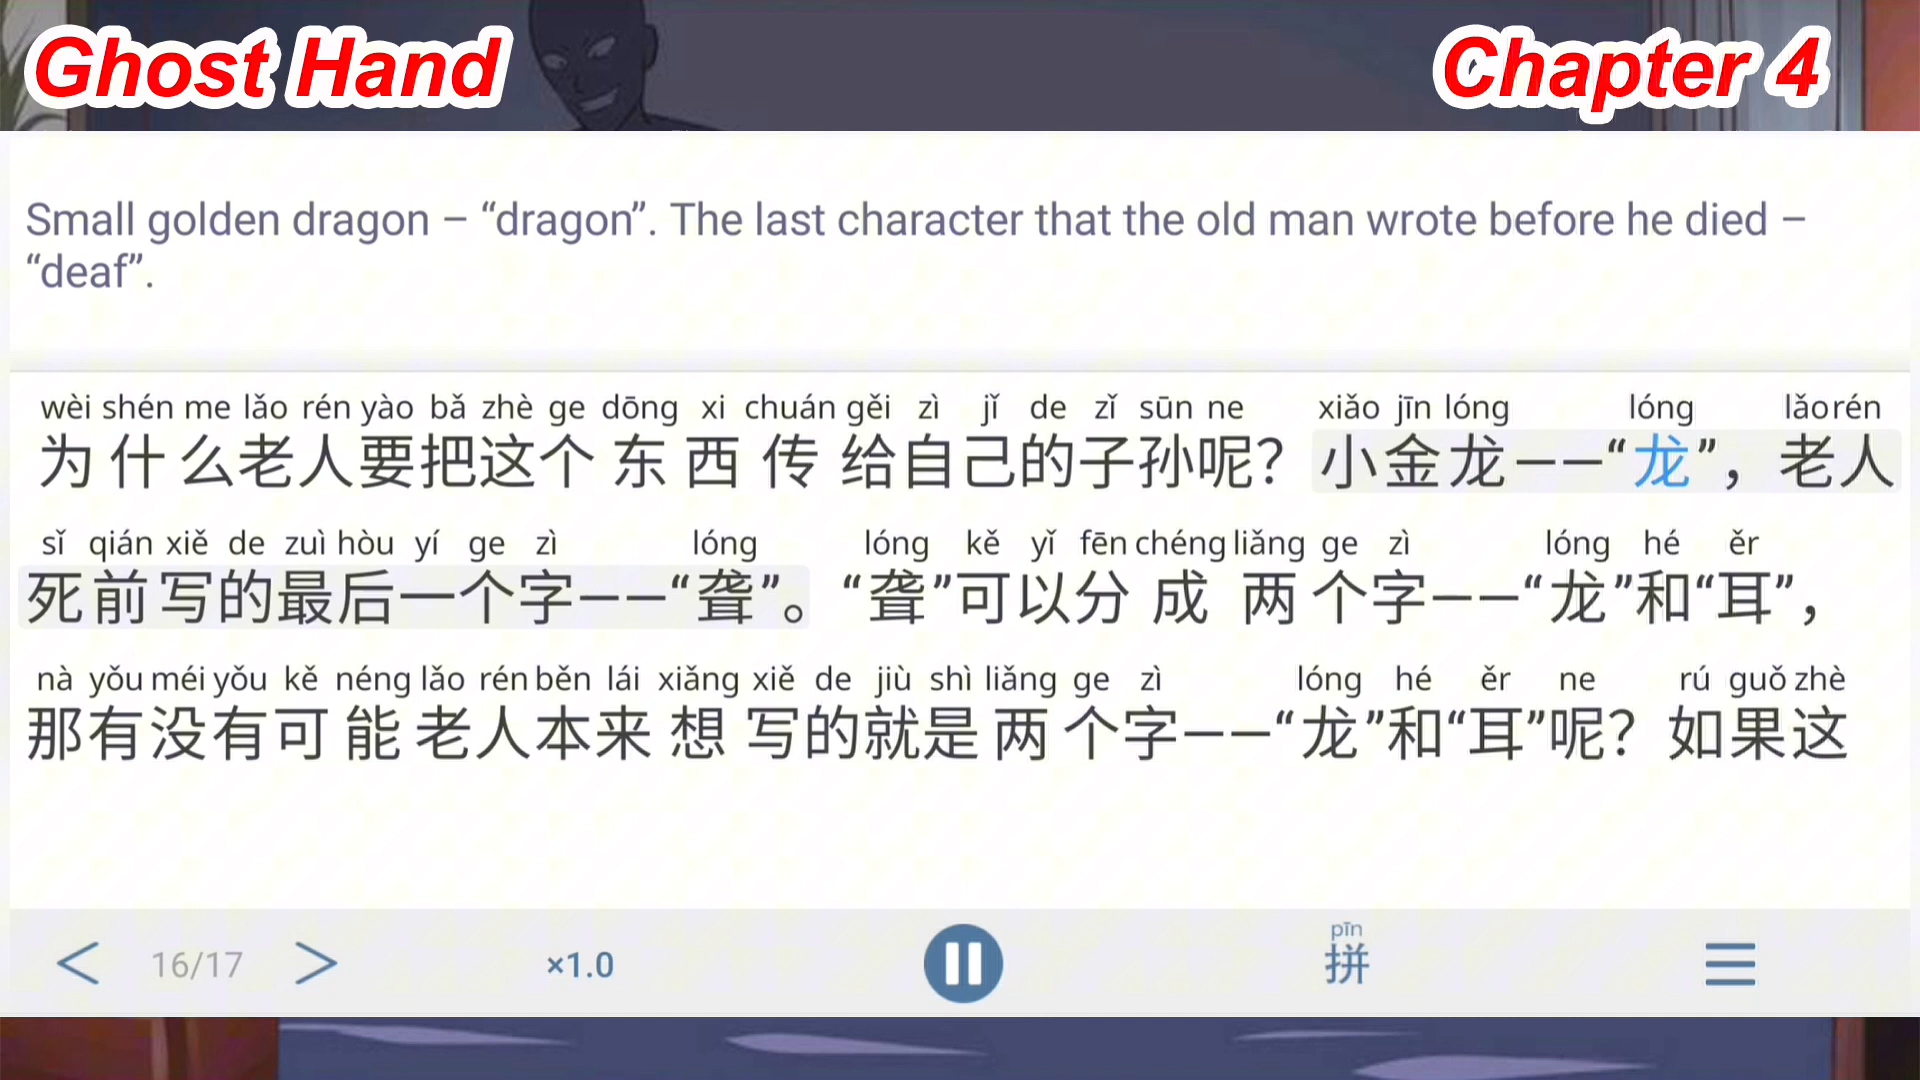 Ghost Hand
Chapter 4
Small golden dragon – “dragon”. The last character that the old man wrote before he died –
“deaf”.
wèi shén me lǎo rén yào bǎ zhè ge dōng xi chuán gěi zì jǐ de zǐ sūn ne xiǎo jīn lóng lóng lǎo rén
为什么老人要把这个东西传给自己的子孙呢？小金龙——“龙”，老人
sǐ qián xiě de zuì hòu yí ge zì lóng lóng kě yǐ fēn chéng liǎng ge zì lóng hé ěr
死前写的最后一个字——“聋”。“聋”可以分成两个字——“龙”和“耳”，
nà yǒu méi yǒu kě néng lǎo rén běn lái xiǎng xiě de jiù shì liǎng ge zì lóng hé ěr ne rú guǒ zhè
那有没有可能老人本来想写的就是两个字——“龙”和“耳”呢？如果这
< 16/17 > ×1.0
pīn
拼